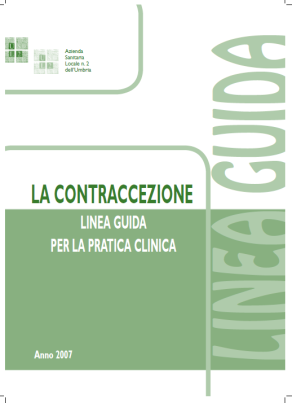 Azienda
Sanitaria
Locale n. 2
dell'Umbria
LINEA GUIDA
LA CONTRACCEZIONE
LINEA GUIDA
PER LA PRATICA CLINICA
Anno 2007